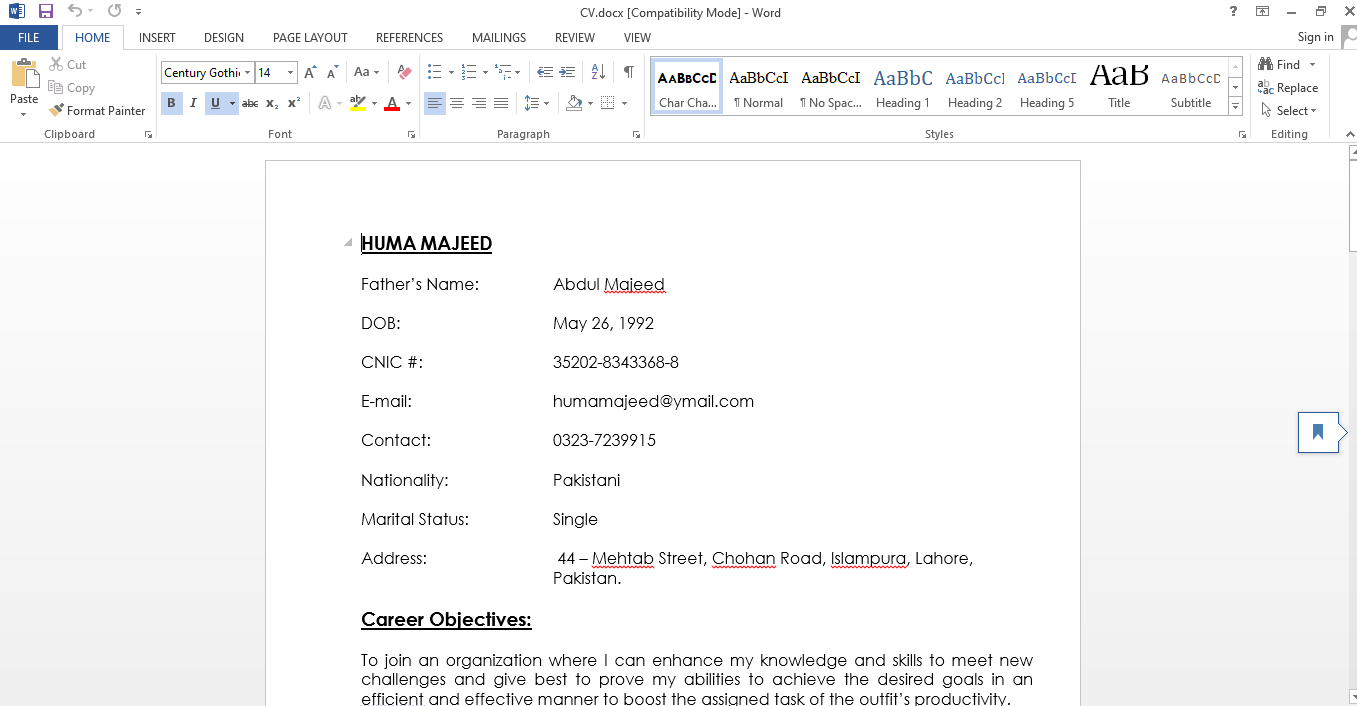 CV.docx [Compatibility Mode] - Word
FILE HOME INSERT DESIGN PAGE LAYOUT REFERENCES MAILINGS REVIEW VIEW Sign in
Paste
Cut
Copy
Format Painter
Clipboard
Century Gothi 14
Font
Paragraph
AaBbCcD AaBbCcI AaBbCcI AaBbC AaBbCcI AaBbCcI AaB AaBbCcD
Char Cha... ¶ Normal ¶ No Spac... Heading 1 Heading 2 Heading 5 Title Subtitle
Styles
Find
Replace
Select
Editing
HUMA MAJEED
Father’s Name: Abdul Majeed
DOB: May 26, 1992
CNIC #: 35202-8343368-8
E-mail: humamajeed@ymail.com
Contact: 0323-7239915
Nationality: Pakistani
Marital Status: Single
Address: 44 – Mehtab Street, Chohan Road, Islampura, Lahore,
Pakistan.
Career Objectives:
To join an organization where I can enhance my knowledge and skills to meet new
challenges and give best to prove my abilities to achieve the desired goals in an
efficient and effective manner to boost the assigned task of the outfit’s productivity.